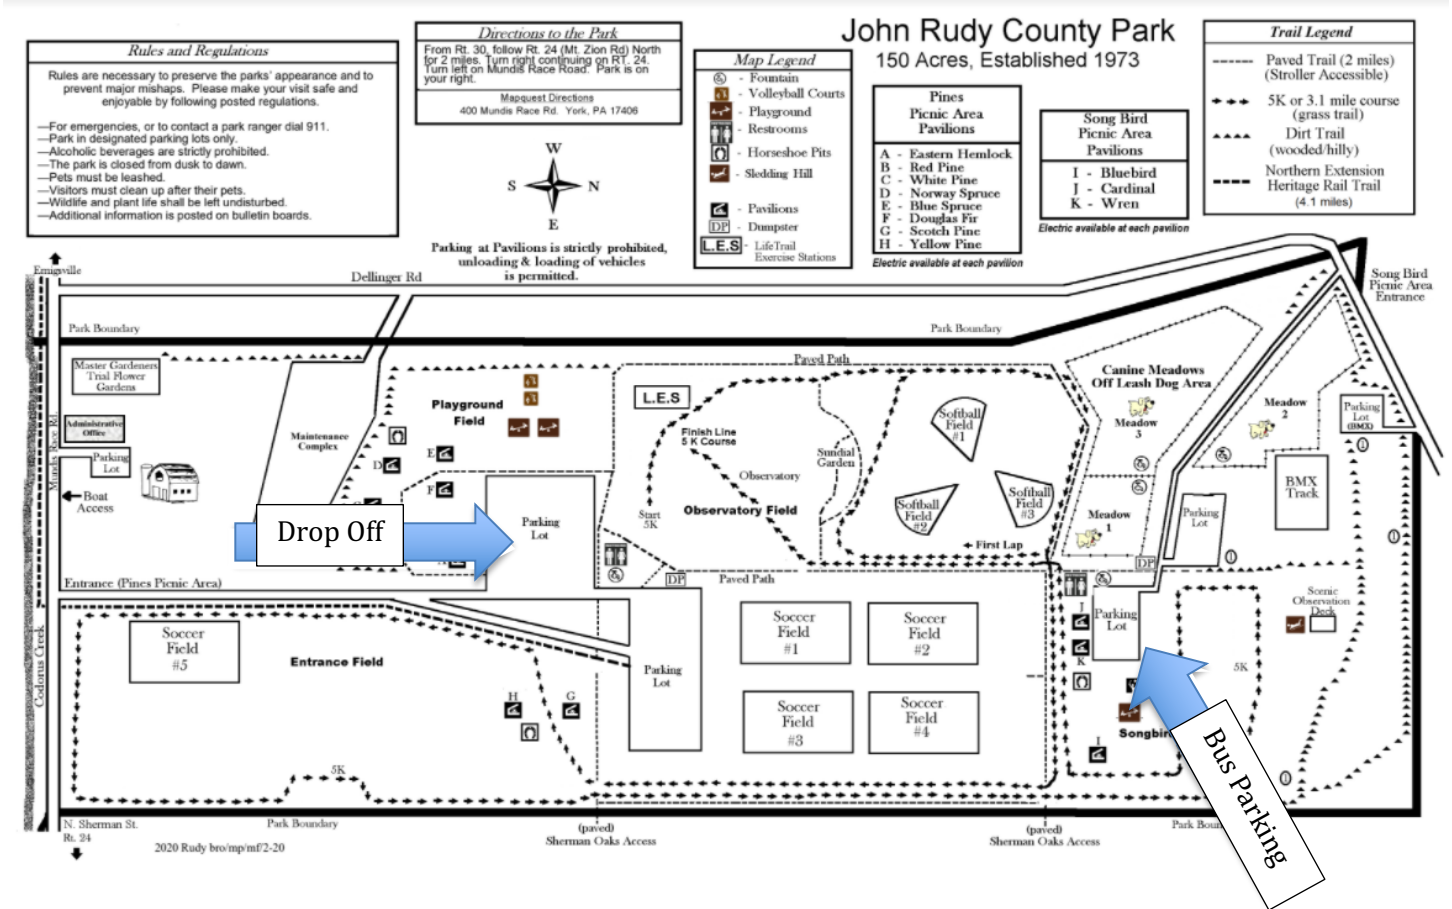 John Rudy County Park
150 Acres, Established 1973
Rules and Regulations
Rules are necessary to preserve the parks' appearance and to
prevent major mishaps. Please make your visit safe and
enjoyable by following posted regulations.
—For emergencies, or to contact a park ranger dial 911.
—Park in designated parking lots only.
—Alcoholic beverages are strictly prohibited.
—The park is closed from dusk to dawn.
—Pets must be leashed.
—Visitors must clean up after their pets.
—Wildlife and plant life shall be left undisturbed.
—Additional information is posted on bulletin boards.
Directions to the Park
From Rt. 30, follow Rt. 24 (Mt. Zion Rd) North
for 2 miles. Turn right continuing on RT. 24.
Turn left on Mundis Race Road. Park is on
your right.
Mapquest Directions
400 Mundis Race Rd. York, PA 17406
W
S
N
E
Parking at Pavilions is strictly prohibited,
unloading & loading of vehicles
is permitted.
Map Legend
- Fountain
- Volleyball Courts
- Playground
- Restrooms
- Horseshoe Pits
- Sledding Hill
- Pavilions
DP - Dumpster
L.E.S - LifeTrail
Exercise Stations
Pines
Picnic Area
Pavilions
A - Eastern Hemlock
B - Red Pine
C - White Pine
D - Norway Spruce
E - Blue Spruce
F - Douglas Fir
G - Scotch Pine
H - Yellow Pine
Electric available at each pavilion
Song Bird
Picnic Area
Pavilions
I - Bluebird
J - Cardinal
K - Wren
Electric available at each pavilion
Trail Legend
Paved Trail (2 miles)
(Stroller Accessible)
5K or 3.1 mile course
(grass trail)
Dirt Trail
(wooded/hilly)
Northern Extension
Heritage Rail Trail
(4.1 miles)
Emigsville
Dellinger Rd
Song Bird
Picnic Area
Entrance
Park Boundary
Park Boundary
Master Gardeners
Trial Flower
Gardens
Administrative
Office
Parking
Lot
Mundis Race Rd.
Boat
Access
Maintenance
Complex
Playground
Field
D
E
F
L.E.S
Paved Path
Finish Line
5 K Course
Observatory
Start
5K
Observatory Field
Sundial
Garden
Softball
Field
#1
Softball
Field
#2
Softball
Field
#3
First Lap
Canine Meadows
Off Leash Dog Area
Meadow
3
Meadow
2
Meadow
1
Parking
Lot
(BMX)
BMX
Track
Parking
Lot
DP
Drop Off
Parking
Lot
DP
Paved Path
Entrance (Pines Picnic Area)
Soccer
Field
#5
Entrance Field
Codorus Creek
H
G
Parking
Lot
Soccer
Field
#1
Soccer
Field
#2
Soccer
Field
#3
Soccer
Field
#4
J
K
I
Parking
Lot
5K
Scenic
Observation
Deck
Bus Parking
5K
N. Sherman St.
Rt. 24
Park Boundary
(paved)
Sherman Oaks Access
(paved)
Sherman Oaks Access
Park
2020 Rudy bro/mp/mf/2-20